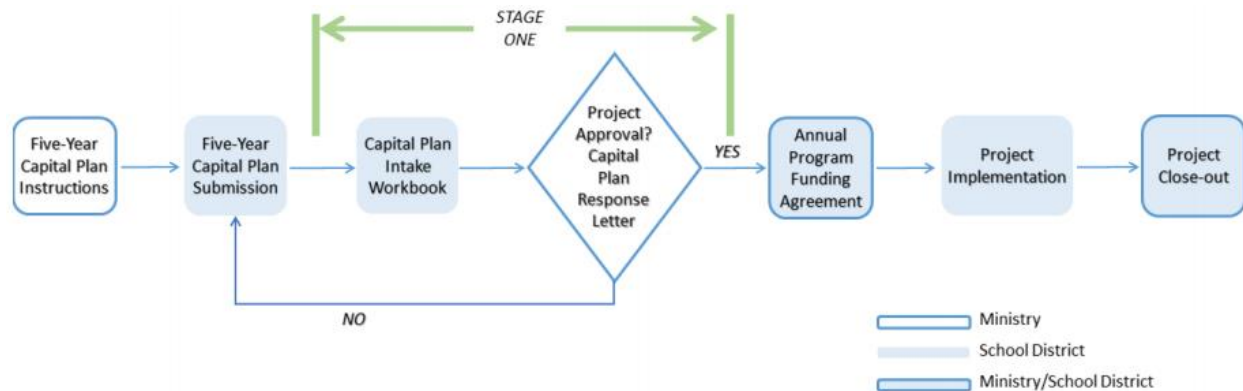 STAGE
ONE
Five-Year
Capital Plan
Instructions
Five-Year
Capital Plan
Submission
Capital Plan
Intake
Workbook
Project
Approval?
Capital
Plan
Response
Letter
YES
Annual
Program
Funding
Agreement
Project
Implementation
Project
Close-out
NO
Ministry
School District
Ministry/School District